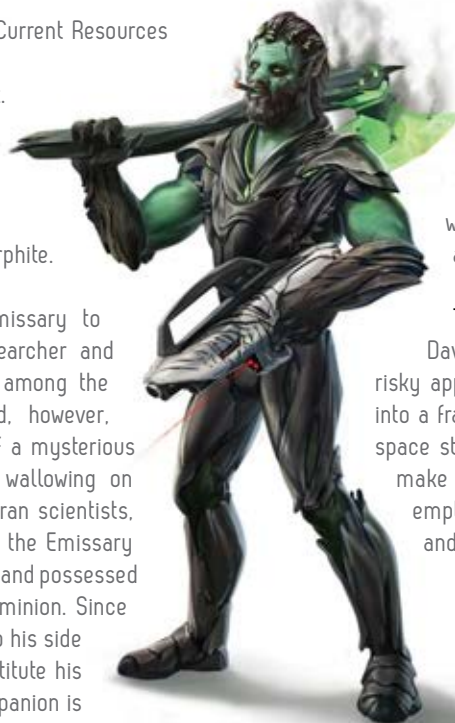 Current Resources
rphite.
missary to
earcher and
among the
d, however,
a mysterious
wallowing on
ran scientists,
the Emissary
and possessed
minion. Since
o his side
titute his
panion is
w
a
Dav
risky app
into a fra
space st
make
empl
and